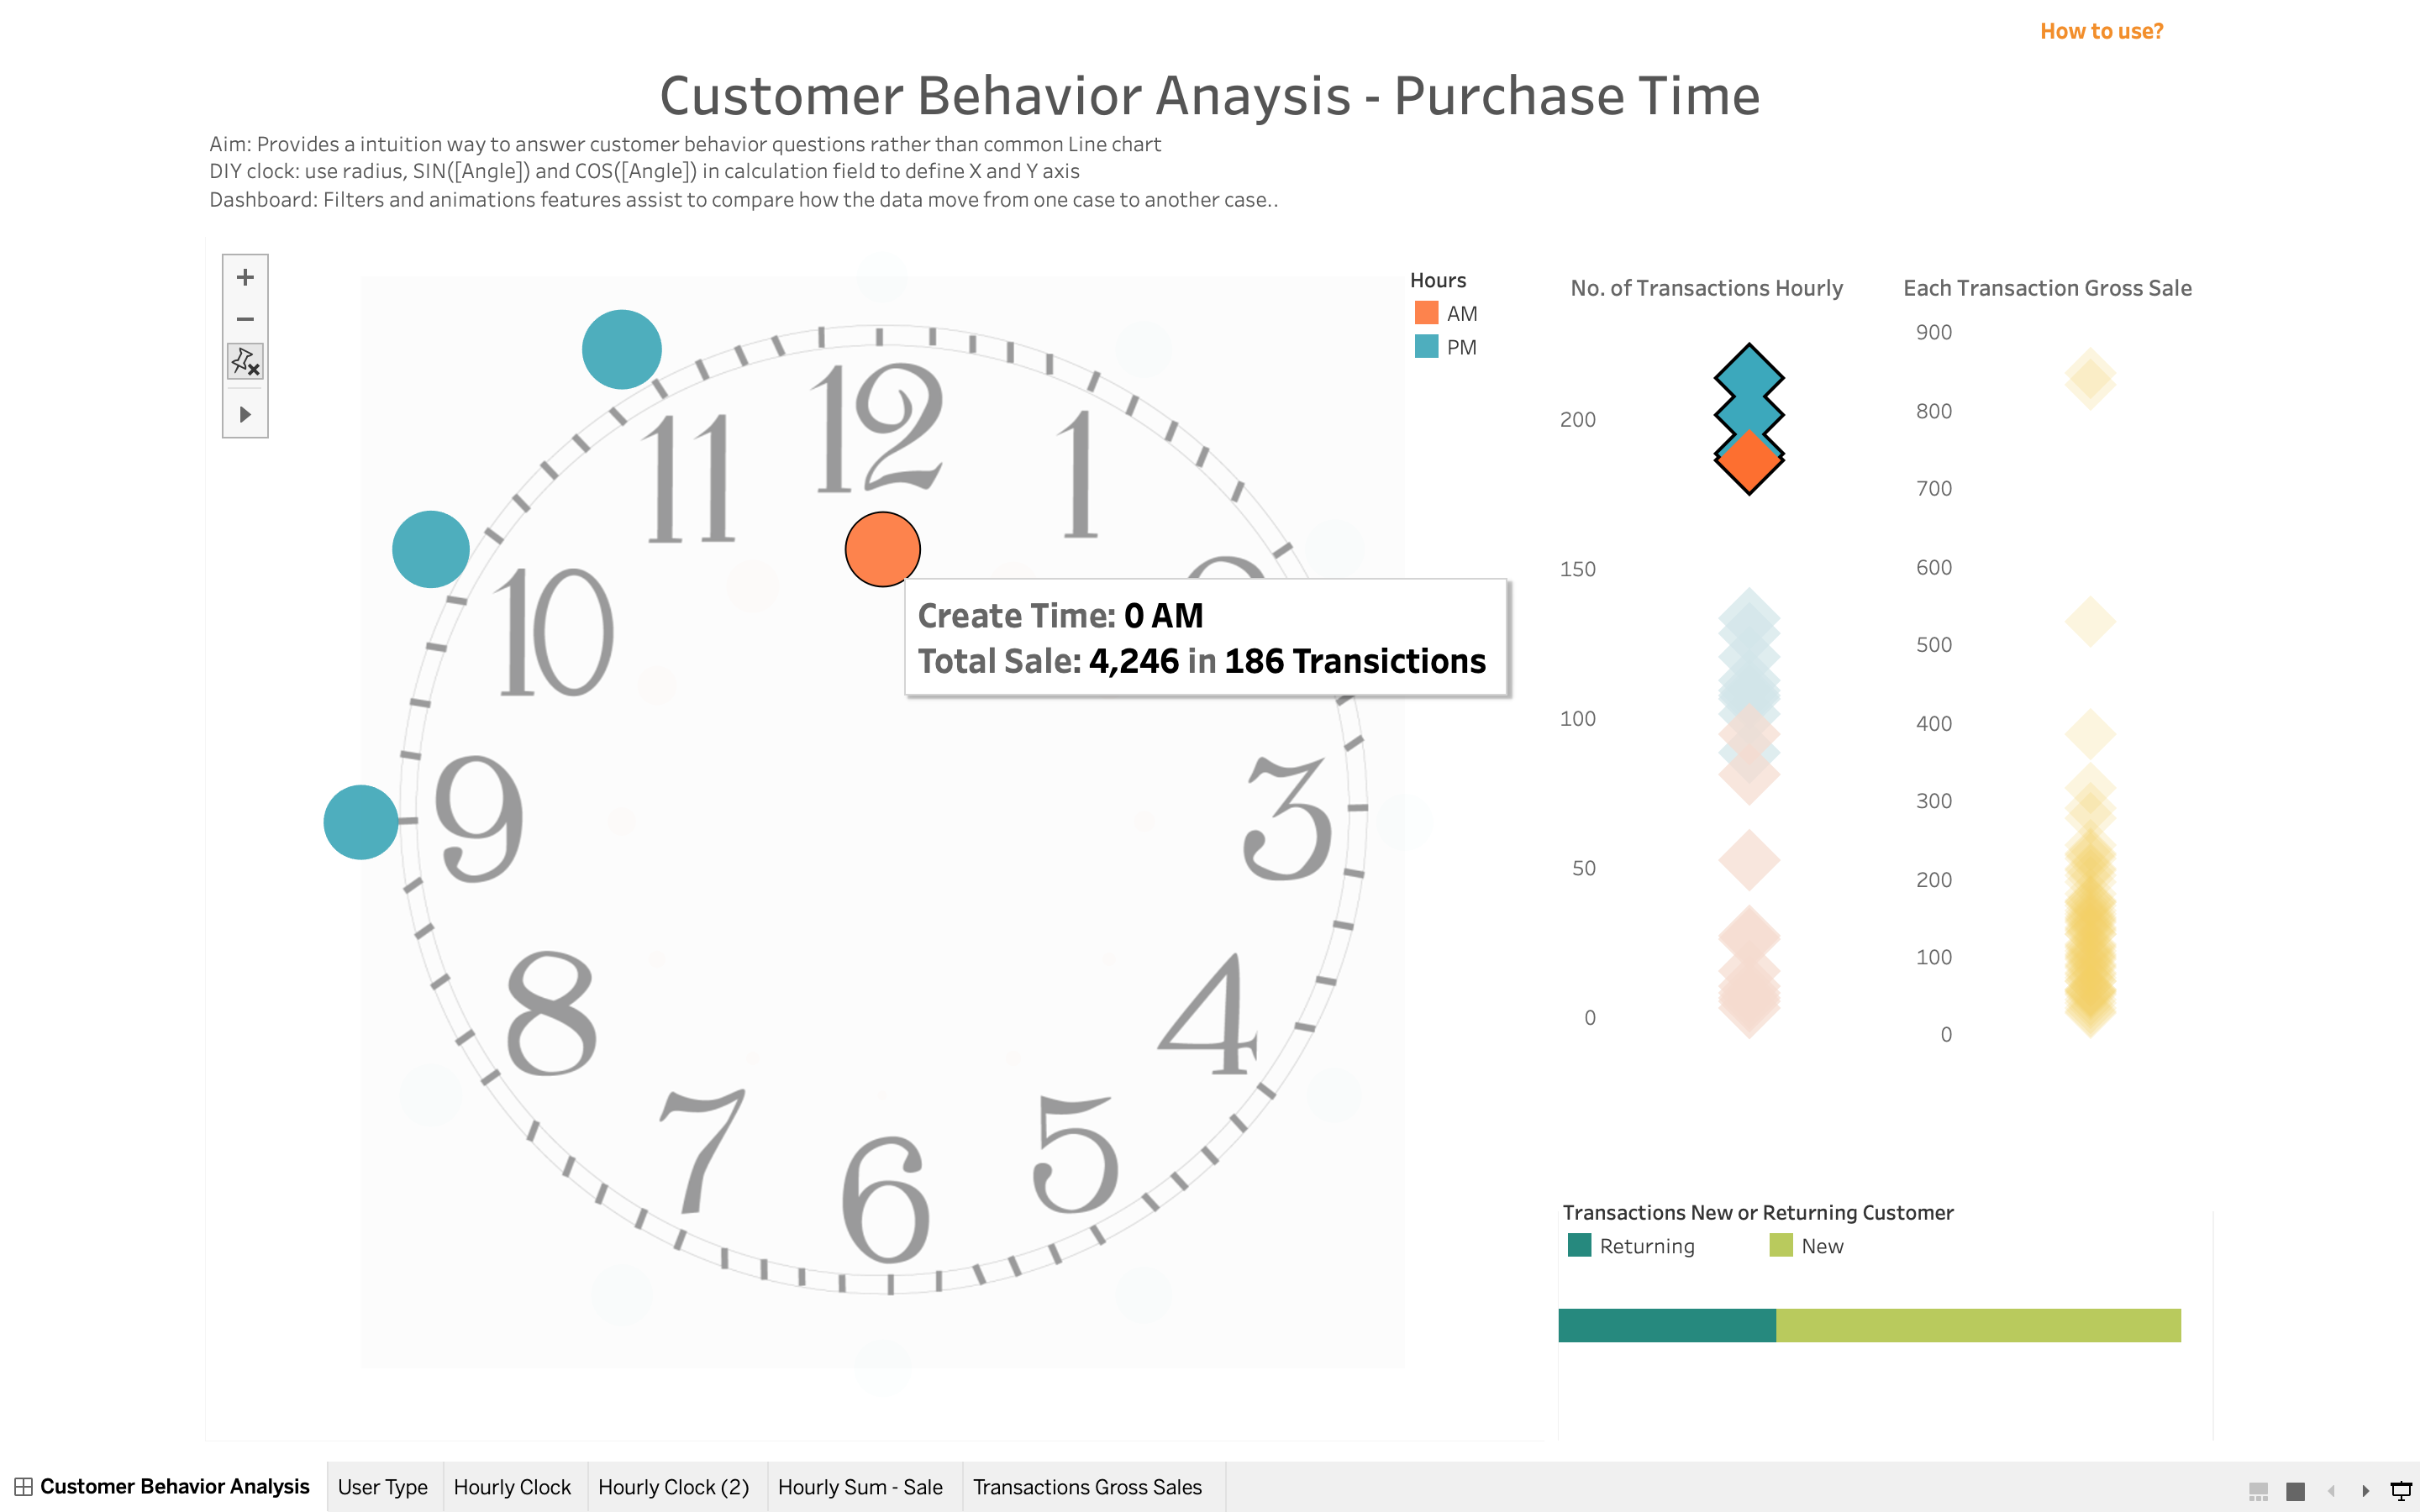 How to use?
Customer Behavior Anaysis - Purchase Time
Aim: Provides a intuition way to answer customer behavior questions rather than common Line chart
DIY clock: use radius, SIN([Angle]) and COS([Angle]) in calculation field to define X and Y axis
Dashboard: Filters and animations features assist to compare how the data move from one case to another case..
Hours
AM
PM
12
1
11
10
9
3
8
4
7
5
6
Create Time: 0 AM
Total Sale: 4,246 in 186 Transictions
No. of Transactions Hourly
200
150
100
50
0
Each Transaction Gross Sale
900
800
700
600
500
400
300
200
100
0
Transactions New or Returning Customer
Returning New
Customer Behavior Analysis User Type Hourly Clock Hourly Clock (2) Hourly Sum - Sale Transactions Gross Sales